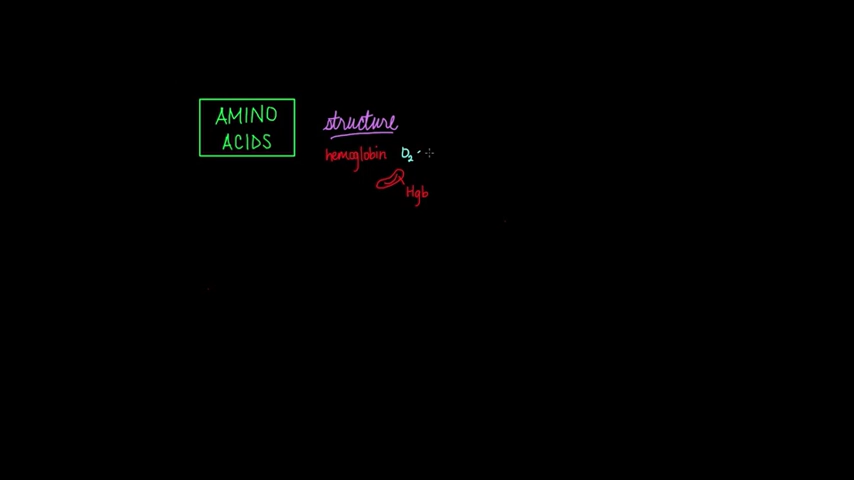 AMINO
ACIDS
structure
hemoglobin O₂
Hgb